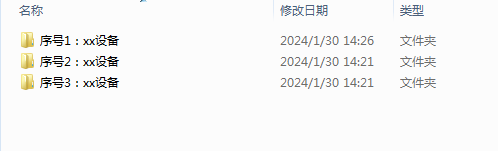 名称 修改日期 类型
序号1：xx设备 2024/1/30 14:26 文件夹
序号2：xx设备 2024/1/30 14:21 文件夹
序号3：xx设备 2024/1/30 14:21 文件夹